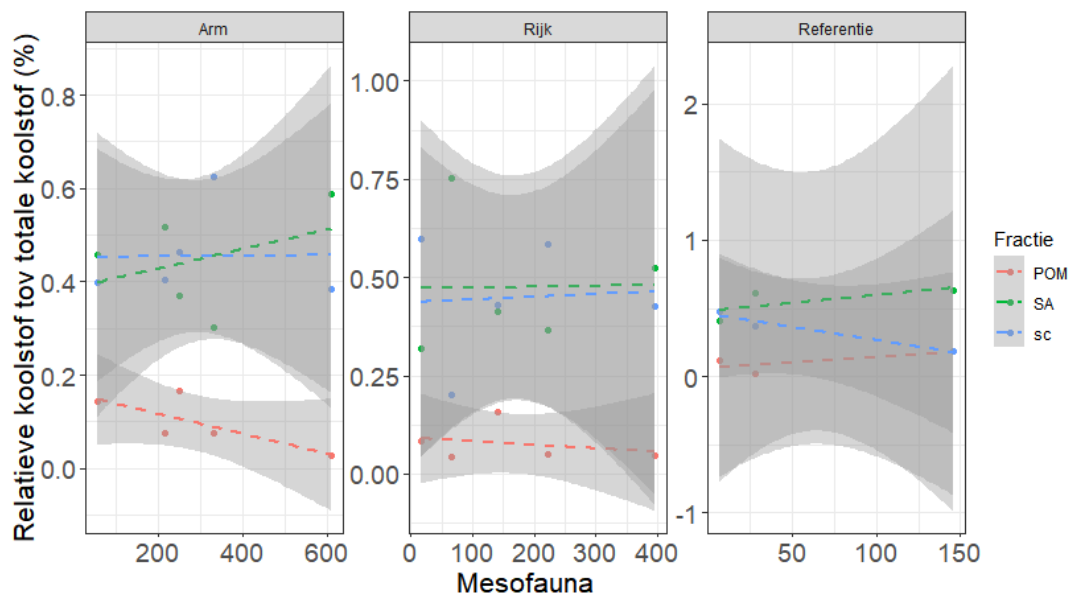 Arm
Rijk
Referentie
Relatieve koolstof tov totale koolstof (%)
0.8
0.6
0.4
0.2
0.0
1.00
0.75
0.50
0.25
0.00
2
1
0
-1
200 400 600
0 100 200 300 400
50 100 150
Mesofauna
Fractie
POM
SA
sc